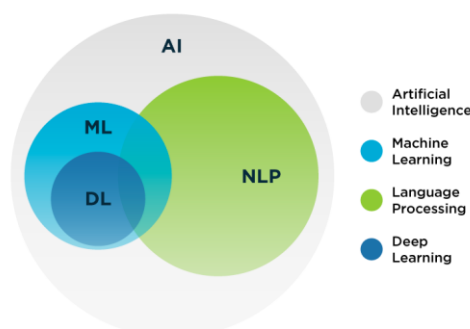 AI
ML
DL
NLP
Artificial
Intelligence
Machine
Learning
Language
Processing
Deep
Learning